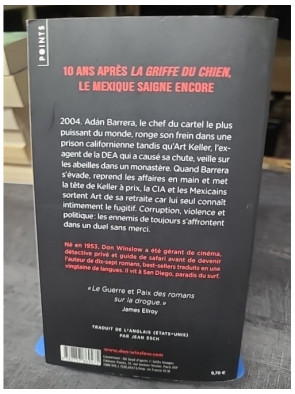 POINTS
10 ANS APRÈS LA GRIFFE DU CHIEN,
LE MEXIQUE SAIGNE ENCORE
2004. Adán Barrera, le chef du cartel le plus
puissant du monde, ronge son frein dans une
prison californienne tandis qu'Art Keller, l'ex-
agent de la DEA qui a causé sa chute, veille sur
les abeilles dans un monastère. Quand Barrera
s'évade, reprend les affaires en main et met
la tête de Keller à prix, la CIA et les Mexicains
sortent Art de sa retraite car lui seul connaît
intimement le fugitif. Corruption, violence et
politique : les ennemis de toujours s'affrontent
dans un duel sans merci.
Né en 1953, Don Winslow a été gérant de cinéma,
détective privé et guide de safari avant de devenir
l'auteur de dix-sept romans, best-sellers traduits en une
vingtaine de langues. Il vit à San Diego, paradis du surf.
« Le Guerre et Paix des romans
sur la drogue. »
James Ellroy
TRADUIT DE L'ANGLAIS (ÉTATS-UNIS)
PAR JEAN ESCH
www.don-winslow.com
9,70 €